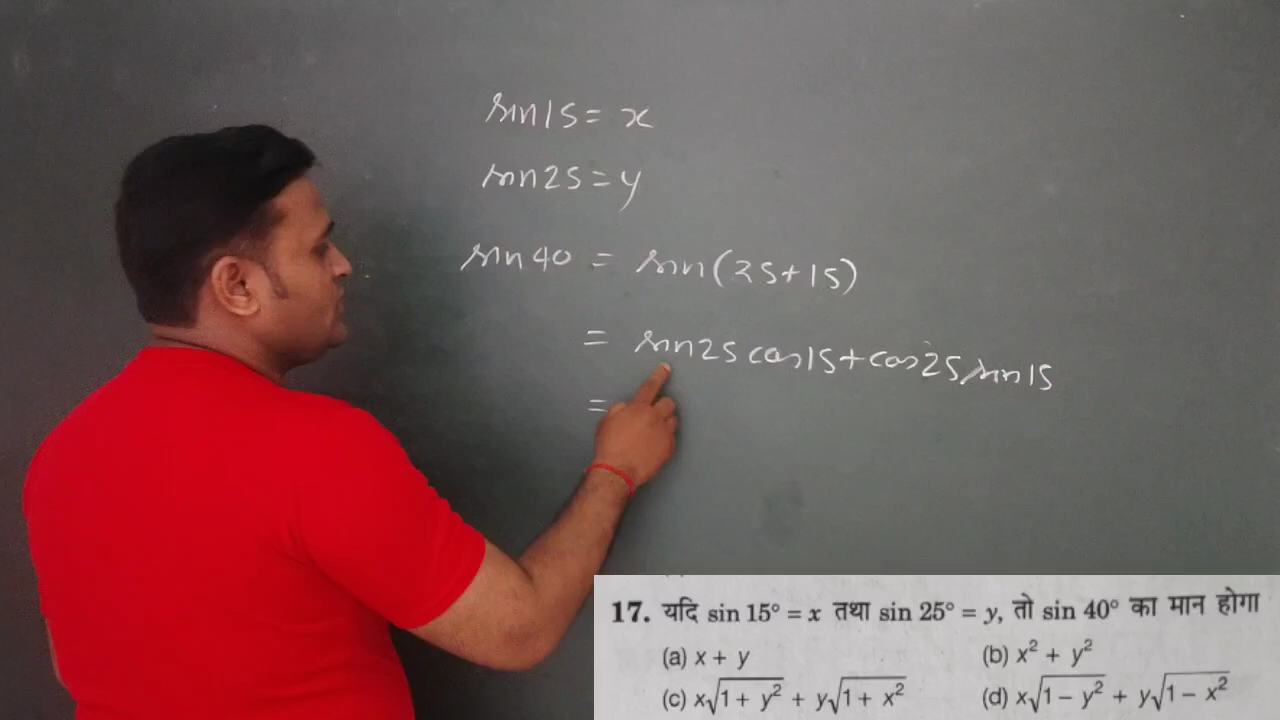 sin15 = x
sin25 = y
sin40 = sin(25+15)
= sin25 cos15 + cos25 sin15
=
17. यदि sin 15° = x तथा sin 25° = y, तो sin 40° का मान होगा
(a) x + y (b) x² + y²
(c) x√(1 + y²) + y√(1 + x²) (d) x√(1 − y²) + y√(1 − x²)